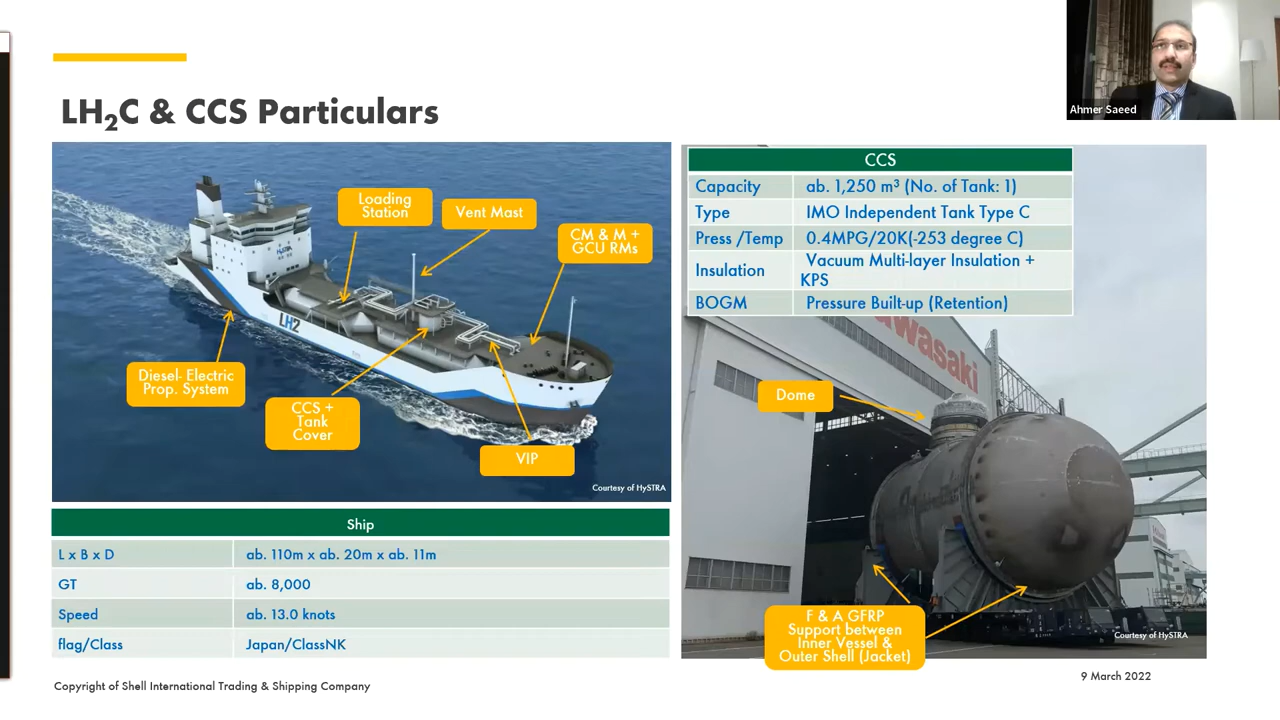 Ahmer Saeed
LH₂C & CCS Particulars
Loading
Station
Vent Mast
CM & M +
GCU RMs
LH2
Diesel- Electric
Prop. System
CCS +
Tank
Cover
VIP
Courtesy of HySTRA
Ship
L x B x D ab. 110m x ab. 20m x ab. 11m
GT ab. 8,000
Speed ab. 13.0 knots
flag/Class Japan/ClassNK
CCS
Capacity ab. 1,250 m³ (No. of Tank: 1)
Type IMO Independent Tank Type C
Press /Temp 0.4MPG/20K(-253 degree C)
Insulation Vacuum Multi-layer Insulation +
KPS
BOGM Pressure Built-up (Retention)
Kawasaki
Dome
F & A GFRP
Support between
Inner Vessel &
Outer Shell (Jacket)
Courtesy of HySTRA
Copyright of Shell International Trading & Shipping Company
9 March 2022